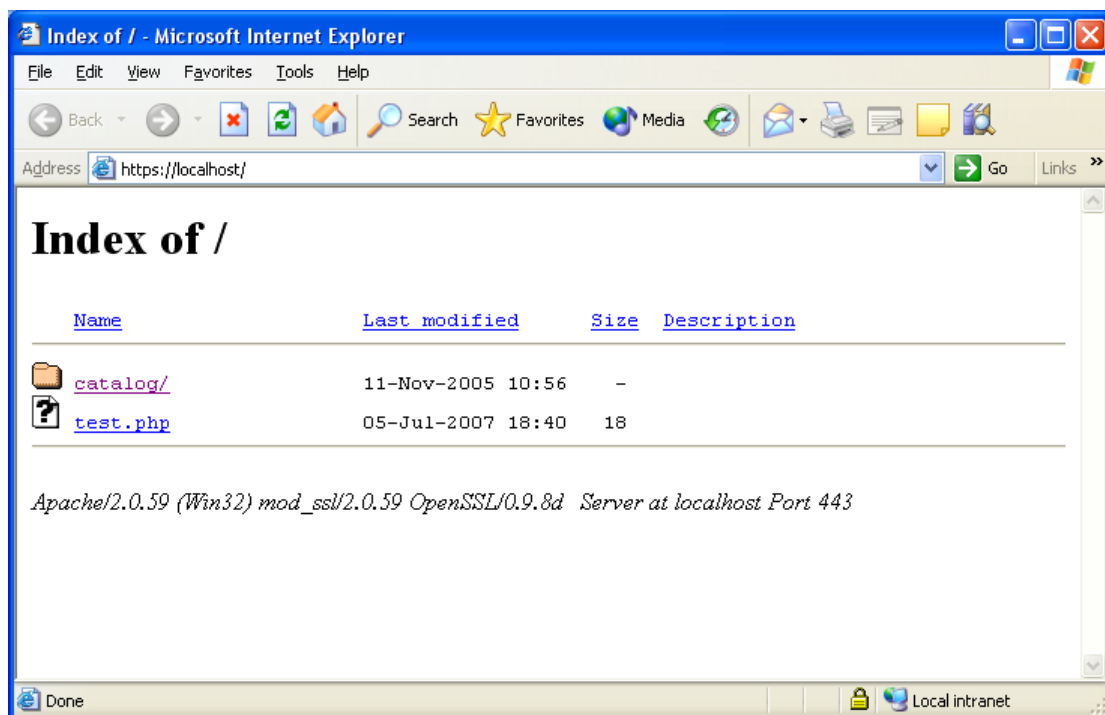 Index of / - Microsoft Internet Explorer
File Edit View Favorites Tools Help
Back Search Favorites Media
Address https://localhost/ Go Links »
Index of /
Name Last modified Size Description
catalog/ 11-Nov-2005 10:56 -
test.php 05-Jul-2007 18:40 18
Apache/2.0.59 (Win32) mod_ssl/2.0.59 OpenSSL/0.9.8d Server at localhost Port 443
Done Local intranet